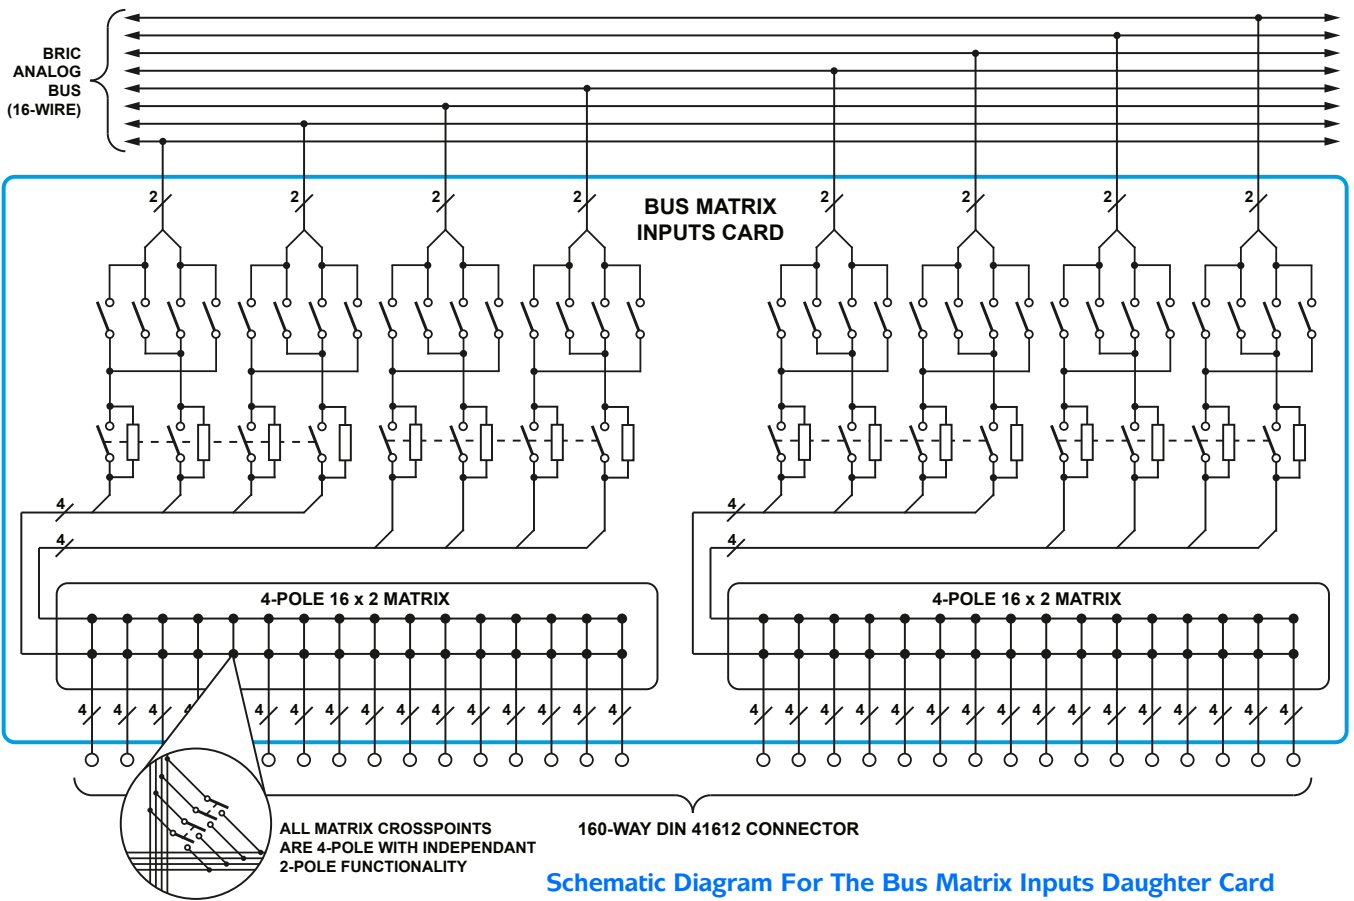 BRIC
ANALOG
BUS
(16-WIRE)
2 2 2 2 2 2 2 2
BUS MATRIX
INPUTS CARD
4 4
4 4
4-POLE 16 x 2 MATRIX 4-POLE 16 x 2 MATRIX
4 4 4 4 4 4 4 4 4 4 4 4 4 4 4 4 4 4 4 4 4 4 4 4 4 4 4 4 4 4
ALL MATRIX CROSSPOINTS
ARE 4-POLE WITH INDEPENDANT
2-POLE FUNCTIONALITY
160-WAY DIN 41612 CONNECTOR
Schematic Diagram For The Bus Matrix Inputs Daughter Card